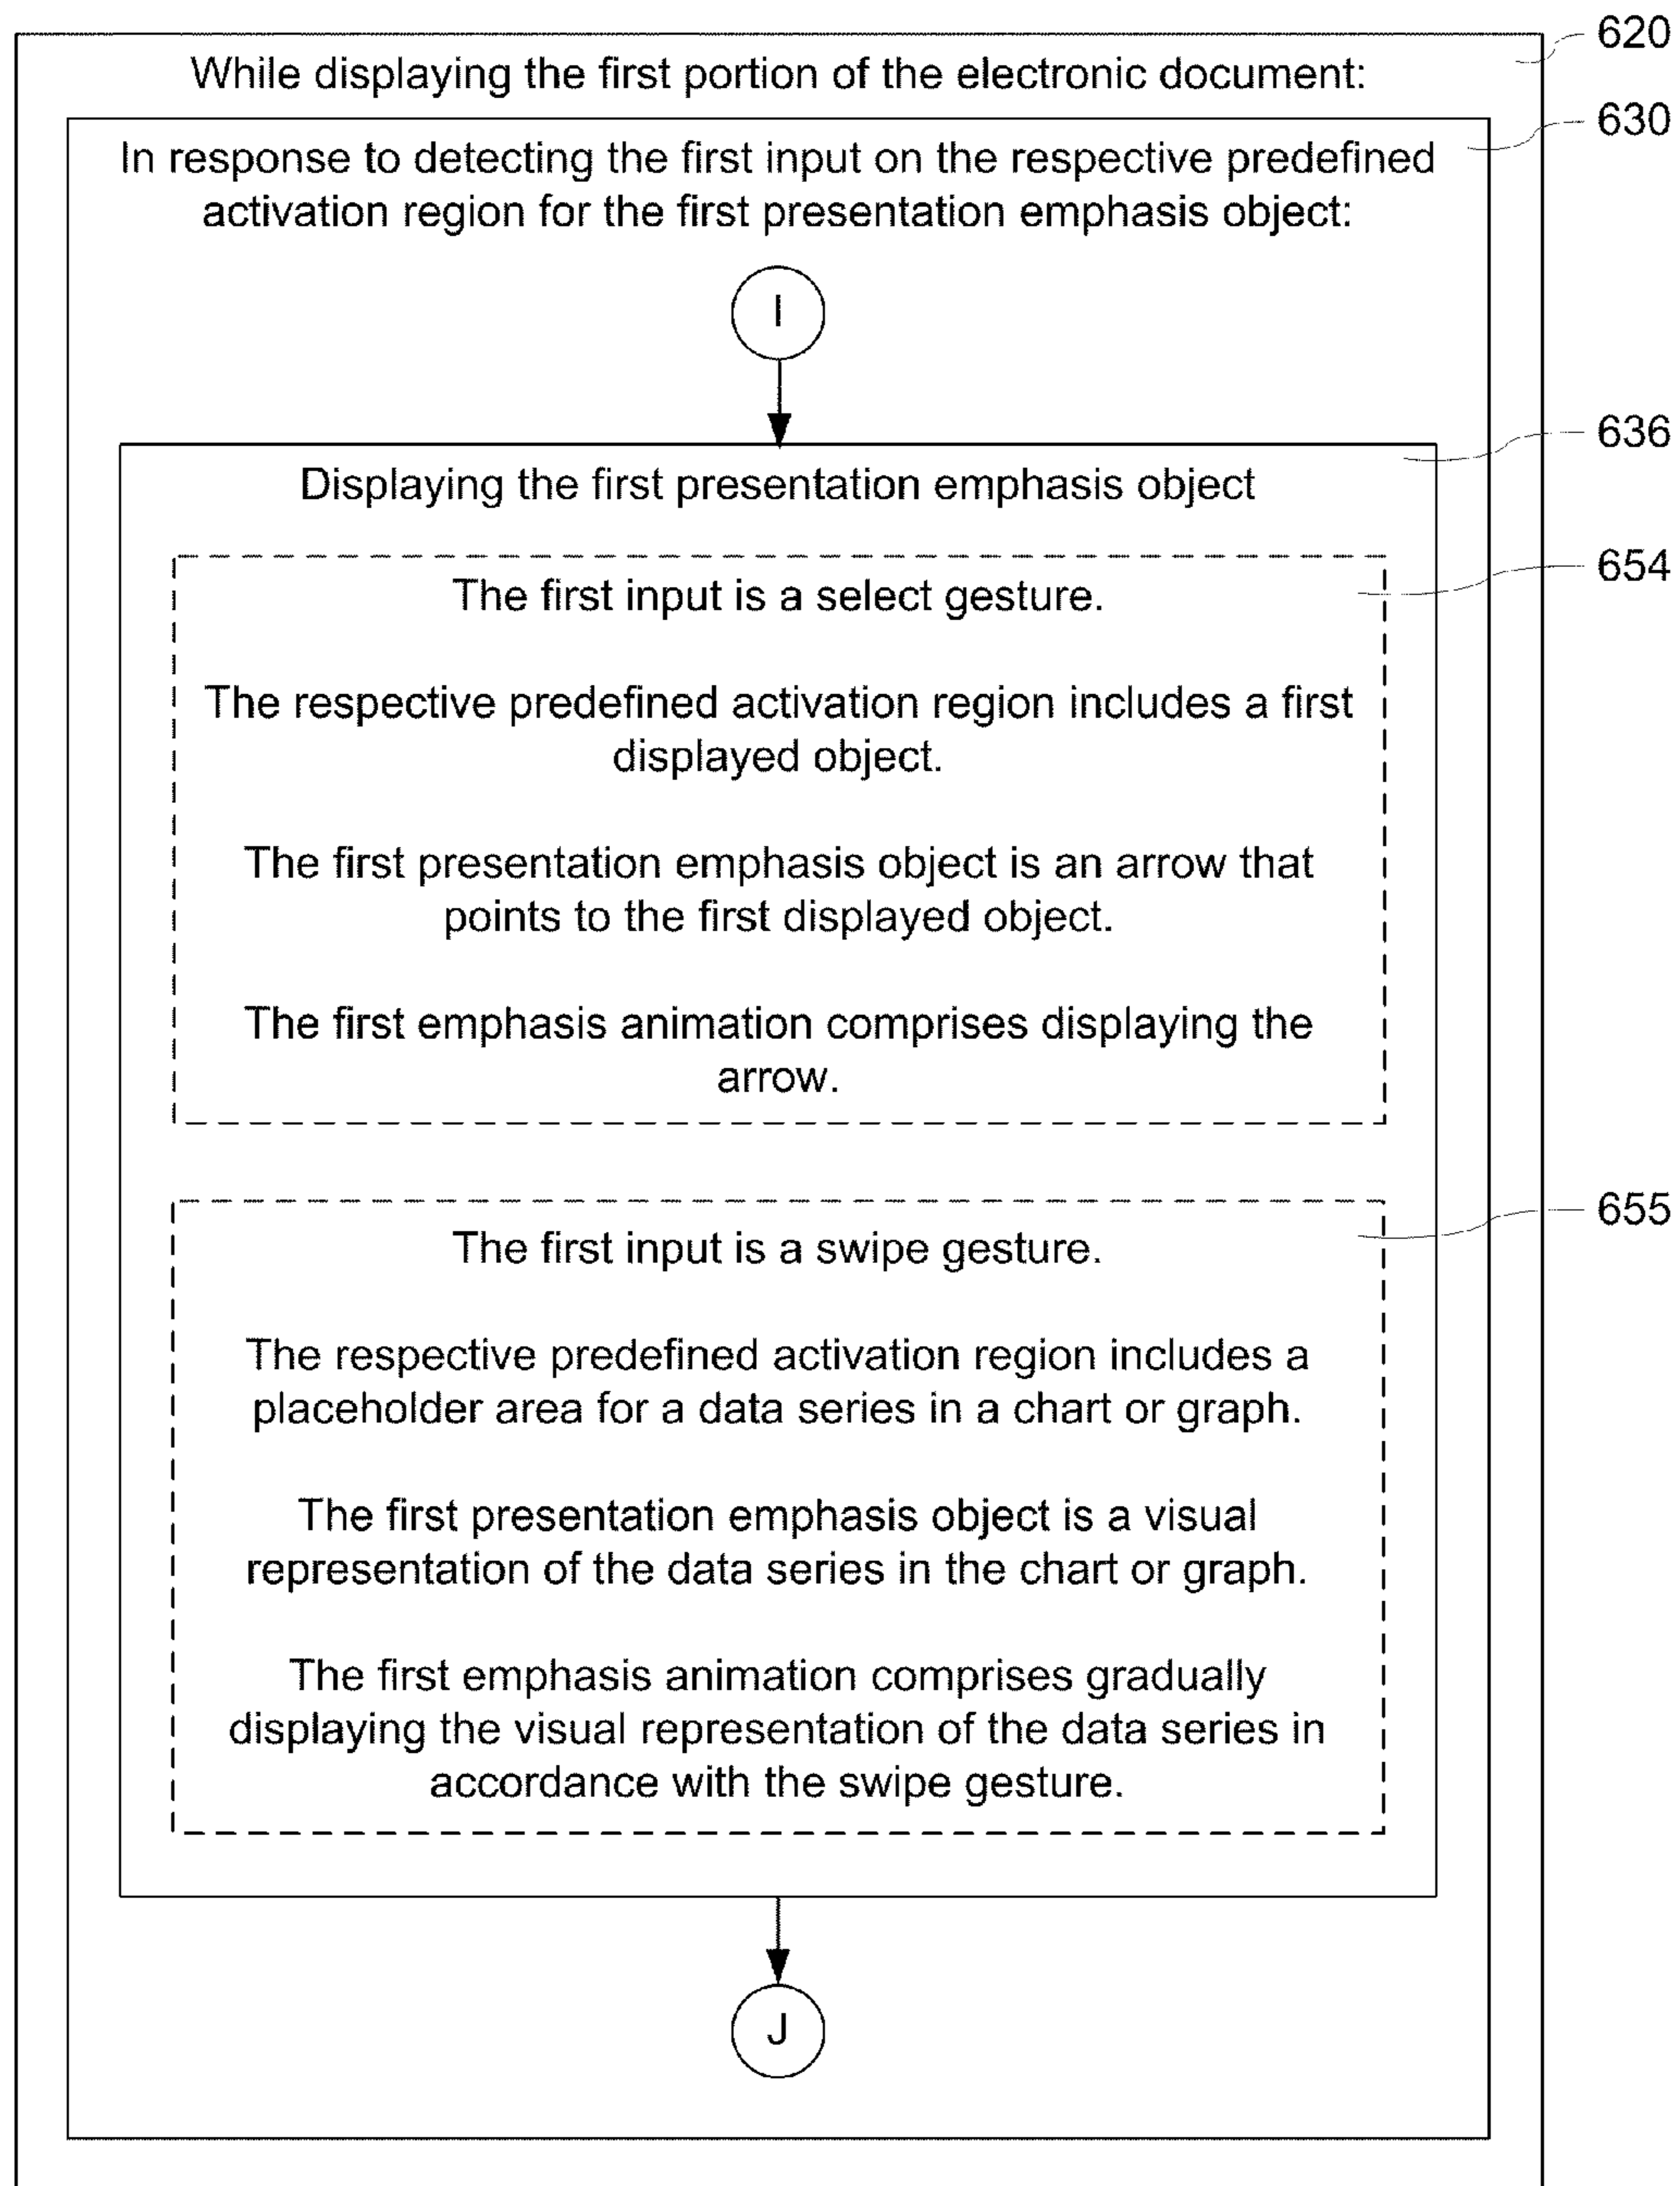 620
While displaying the first portion of the electronic document:
630
In response to detecting the first input on the respective predefined
activation region for the first presentation emphasis object:
I
636
Displaying the first presentation emphasis object
654
The first input is a select gesture.
The respective predefined activation region includes a first
displayed object.
The first presentation emphasis object is an arrow that
points to the first displayed object.
The first emphasis animation comprises displaying the
arrow.
655
The first input is a swipe gesture.
The respective predefined activation region includes a
placeholder area for a data series in a chart or graph.
The first presentation emphasis object is a visual
representation of the data series in the chart or graph.
The first emphasis animation comprises gradually
displaying the visual representation of the data series in
accordance with the swipe gesture.
J